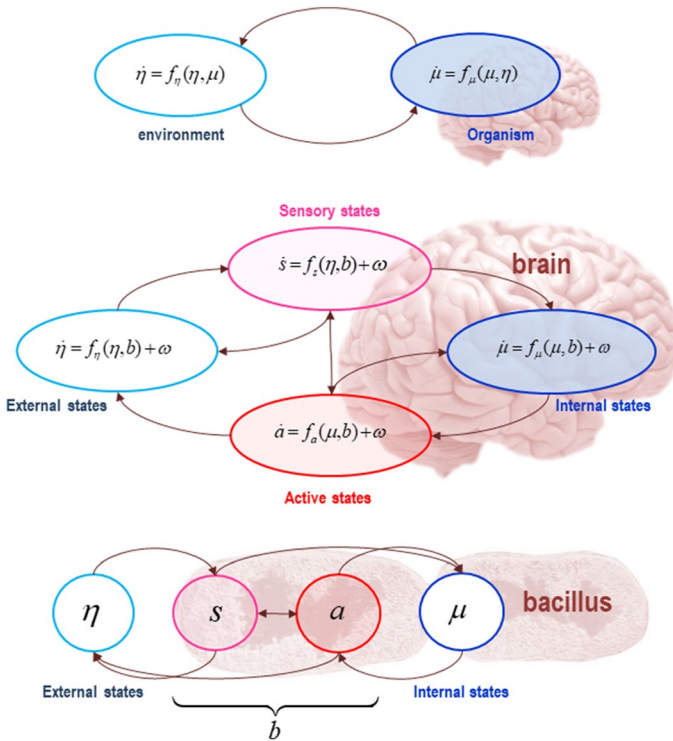 η̇ = f_η(η, μ)
μ̇ = f_μ(μ, η)
environment
Organism
Sensory states
ṡ = f_s(η, b) + ω
brain
η̇ = f_η(η, b) + ω
μ̇ = f_μ(μ, b) + ω
External states
Internal states
ȧ = f_a(μ, b) + ω
Active states
η
s
a
μ
bacillus
External states
Internal states
b